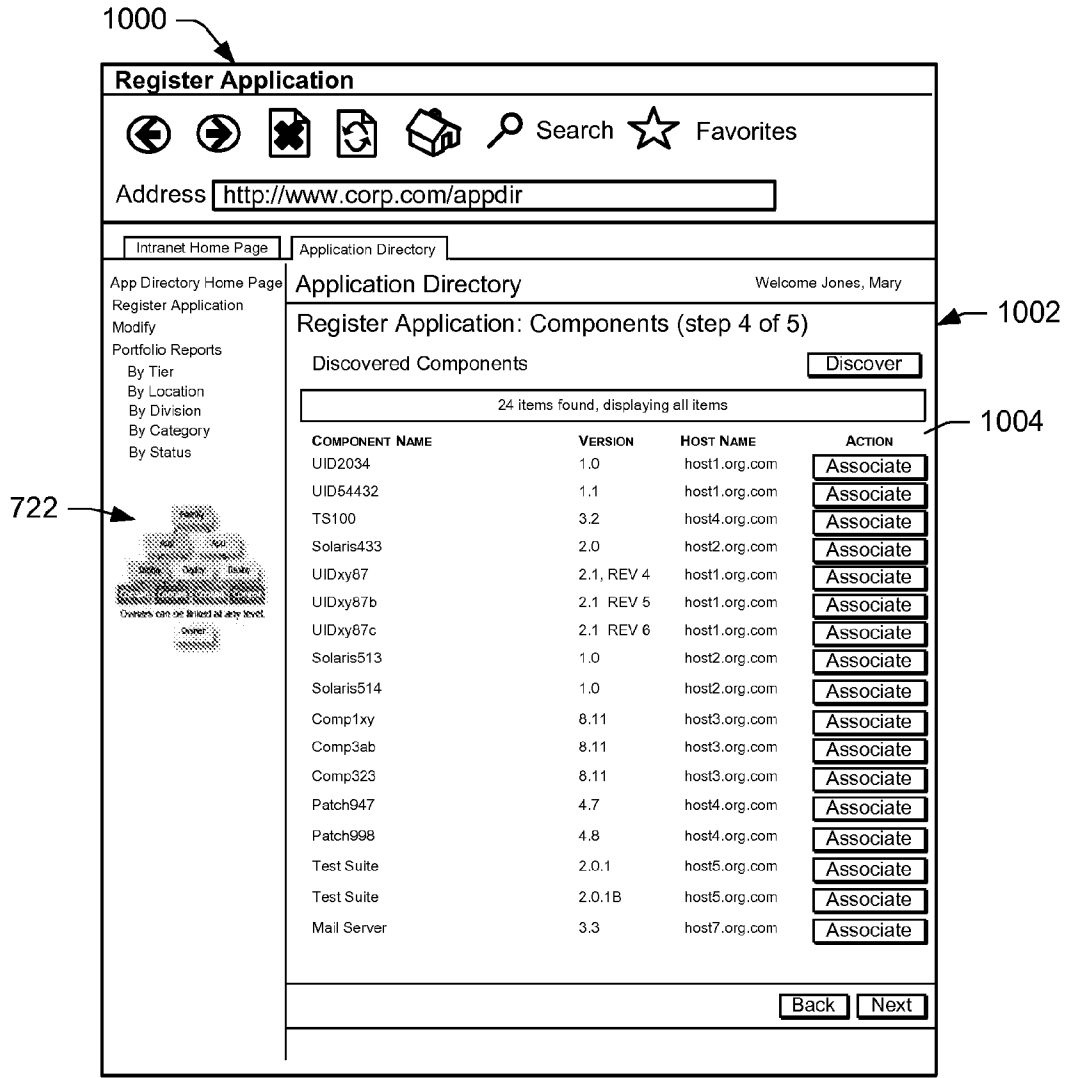 1000
Register Application
Search Favorites
Address http://www.corp.com/appdir
Intranet Home Page Application Directory
App Directory Home Page
Register Application
Modify
Portfolio Reports
By Tier
By Location
By Division
By Category
By Status
722
Owners can be linked at any level.
Owner
Application Directory Welcome Jones, Mary
Register Application: Components (step 4 of 5)
1002
Discovered Components Discover
24 items found, displaying all items
1004
COMPONENT NAME VERSION HOST NAME ACTION
UID2034 1.0 host1.org.com Associate
UID54432 1.1 host1.org.com Associate
TS100 3.2 host4.org.com Associate
Solaris433 2.0 host2.org.com Associate
UIDxy87 2.1, REV 4 host1.org.com Associate
UIDxy87b 2.1 REV 5 host1.org.com Associate
UIDxy87c 2.1 REV 6 host1.org.com Associate
Solaris513 1.0 host2.org.com Associate
Solaris514 1.0 host2.org.com Associate
Comp1xy 8.11 host3.org.com Associate
Comp3ab 8.11 host3.org.com Associate
Comp323 8.11 host3.org.com Associate
Patch947 4.7 host4.org.com Associate
Patch998 4.8 host4.org.com Associate
Test Suite 2.0.1 host5.org.com Associate
Test Suite 2.0.1B host5.org.com Associate
Mail Server 3.3 host7.org.com Associate
Back Next